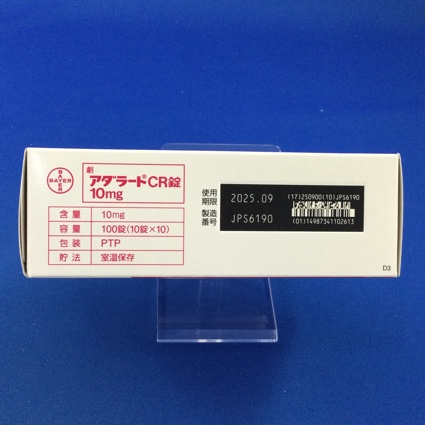 BAYER
BAYER
劇
アダラート®CR錠
10mg
含量 10mg
容量 100錠(10錠×10)
包装 PTP
貯法 室温保存
使用期限 2025.09
製造番号 JPS6190
(17)250900(10)JPS6190
(01)14987341102613
D3